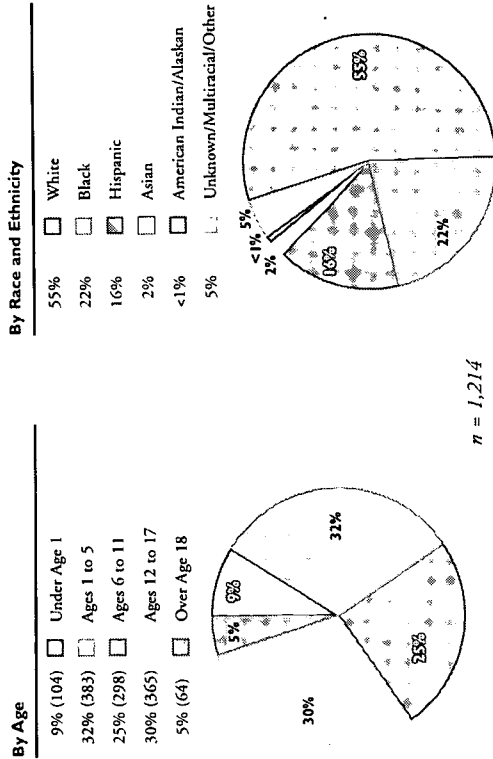 By Age
9% (104) Under Age 1
32% (383) Ages 1 to 5
25% (298) Ages 6 to 11
30% (365) Ages 12 to 17
5% (64) Over Age 18
5%
9%
32%
25%
30%
By Race and Ethnicity
55% White
22% Black
16% Hispanic
2% Asian
<1% American Indian/Alaskan
5% Unknown/Multiracial/Other
5%
<1%
2%
16%
55%
22%
n = 1,214